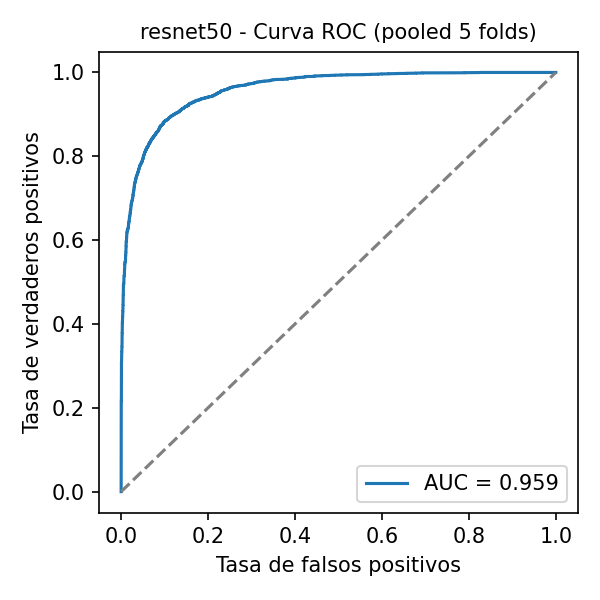 resnet50 - Curva ROC (pooled 5 folds)
Tasa de verdaderos positivos
1.0
0.8
0.6
0.4
0.2
0.0
AUC = 0.959
0.0 0.2 0.4 0.6 0.8 1.0
Tasa de falsos positivos